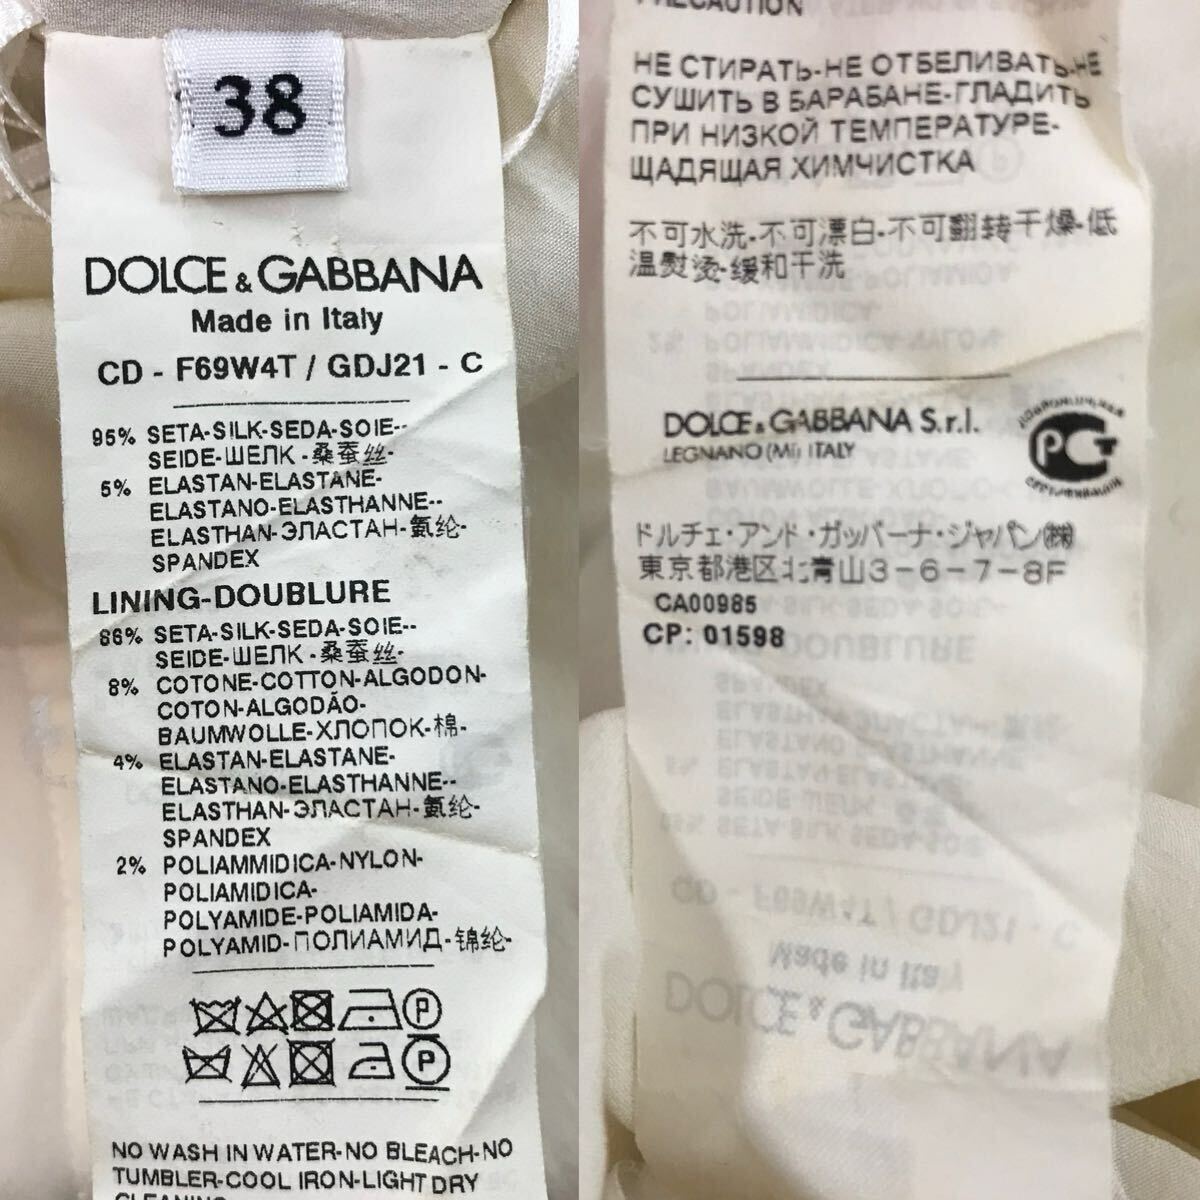 38
DOLCE & GABBANA
Made in Italy
CD - F69W4T / GDJ21 - C
95% SETA-SILK-SEDA-SOIE--
SEIDE-ШЕЛК-桑蚕丝-
5% ELASTAN-ELASTANE-
ELASTANO-ELASTHANNE--
ELASTHAN-ЭЛАСТАН-氨纶-
SPANDEX
LINING-DOUBLURE
86% SETA-SILK-SEDA-SOIE--
SEIDE-ШЕЛК-桑蚕丝-
8% COTONE-COTTON-ALGODON-
COTON-ALGODÃO-
BAUMWOLLE-ХЛОПОК-棉-
4% ELASTAN-ELASTANE-
ELASTANO-ELASTHANNE--
ELASTHAN-ЭЛАСТАН-氨纶-
SPANDEX
2% POLIAMMIDICA-NYLON-
POLIAMIDICA-
POLYAMIDE-POLIAMIDA-
POLYAMID-ПОЛИАМИД-锦纶-
P
P
NO WASH IN WATER-NO BLEACH-NO
TUMBLER-COOL IRON-LIGHT DRY
CLEANING
PRECAUTION
НЕ СТИРАТЬ-НЕ ОТБЕЛИВАТЬ-НЕ
СУШИТЬ В БАРАБАНЕ-ГЛАДИТЬ
ПРИ НИЗКОЙ ТЕМПЕРАТУРЕ-
ЩАДЯЩАЯ ХИМЧИСТКА
不可水洗-不可漂白-不可翻转干燥-低
温熨烫-缓和干洗
DOLCE & GABBANA S.r.l.
LEGNANO (MI) ITALY
ドルチェ・アンド・ガッバーナ・ジャパン㈱
東京都港区北青山3-6-7-8F
CA00985
CP: 01598